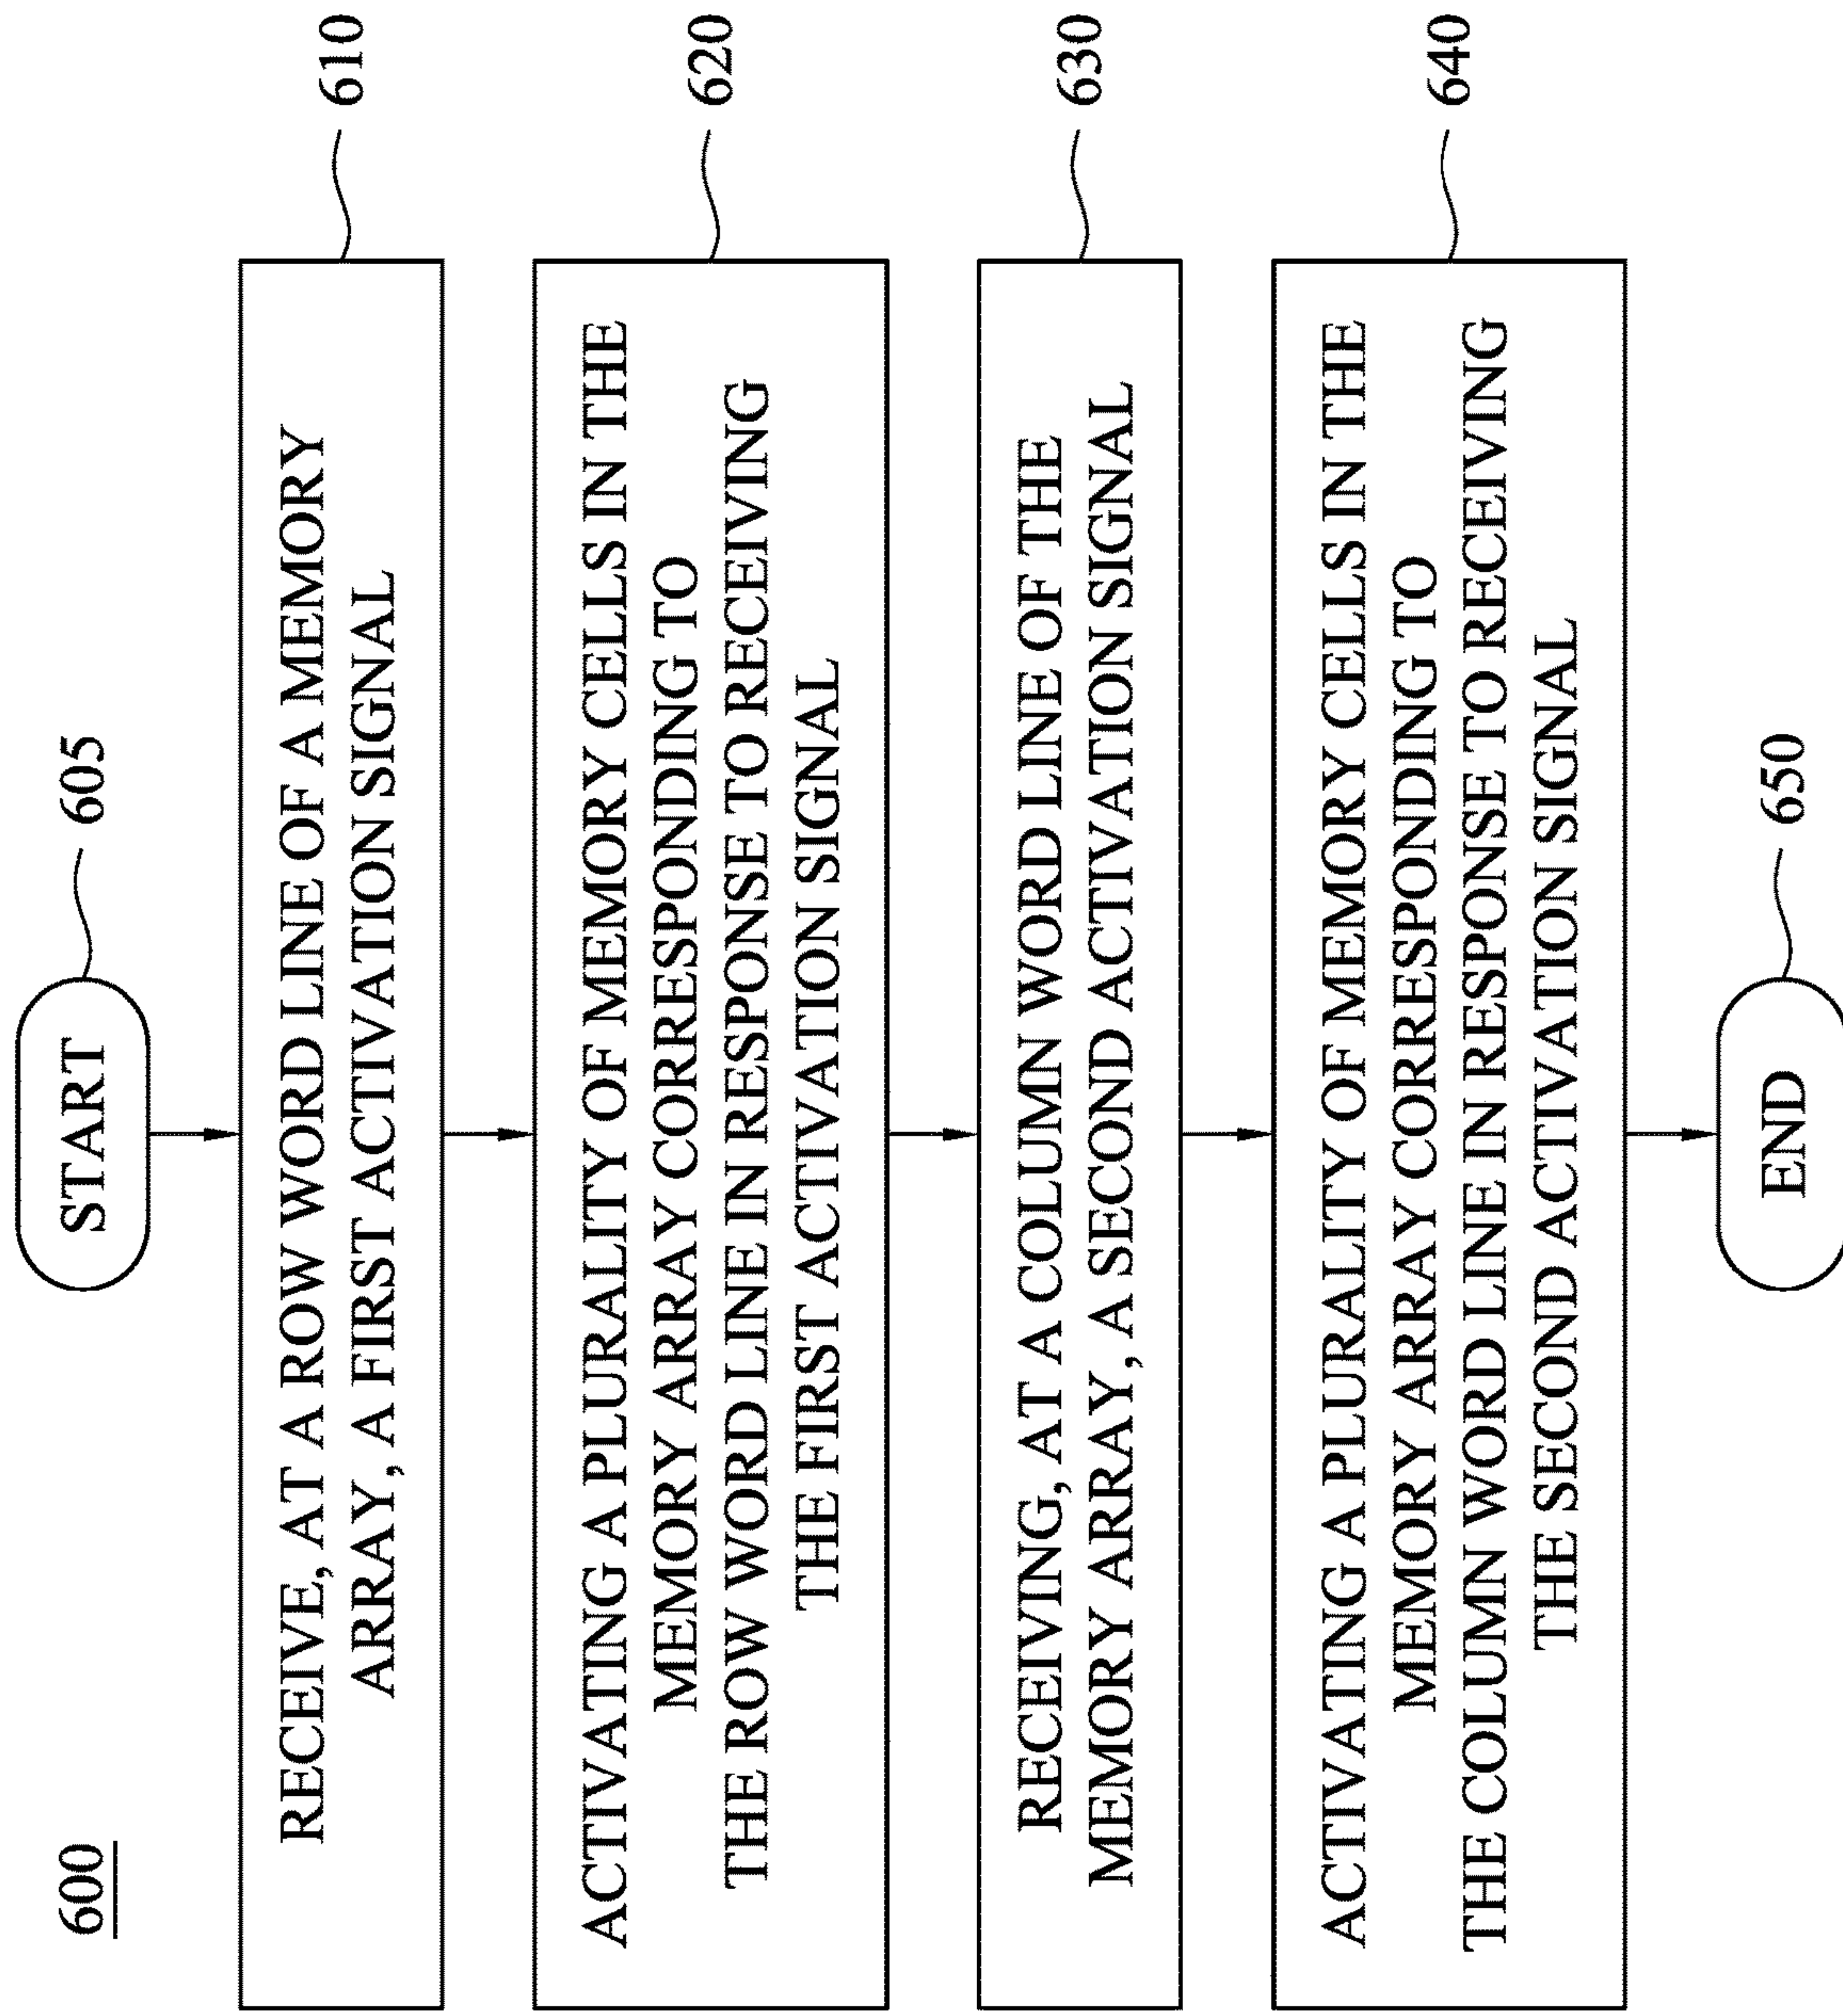 600
START
605
RECEIVE, AT A ROW WORD LINE OF A MEMORY
ARRAY, A FIRST ACTIVATION SIGNAL
610
ACTIVATING A PLURALITY OF MEMORY CELLS IN THE
MEMORY ARRAY CORRESPONDING TO
THE ROW WORD LINE IN RESPONSE TO RECEIVING
THE FIRST ACTIVATION SIGNAL
620
RECEIVING, AT A COLUMN WORD LINE OF THE
MEMORY ARRAY, A SECOND ACTIVATION SIGNAL
630
ACTIVATING A PLURALITY OF MEMORY CELLS IN THE
MEMORY ARRAY CORRESPONDING TO
THE COLUMN WORD LINE IN RESPONSE TO RECEIVING
THE SECOND ACTIVATION SIGNAL
640
END
650